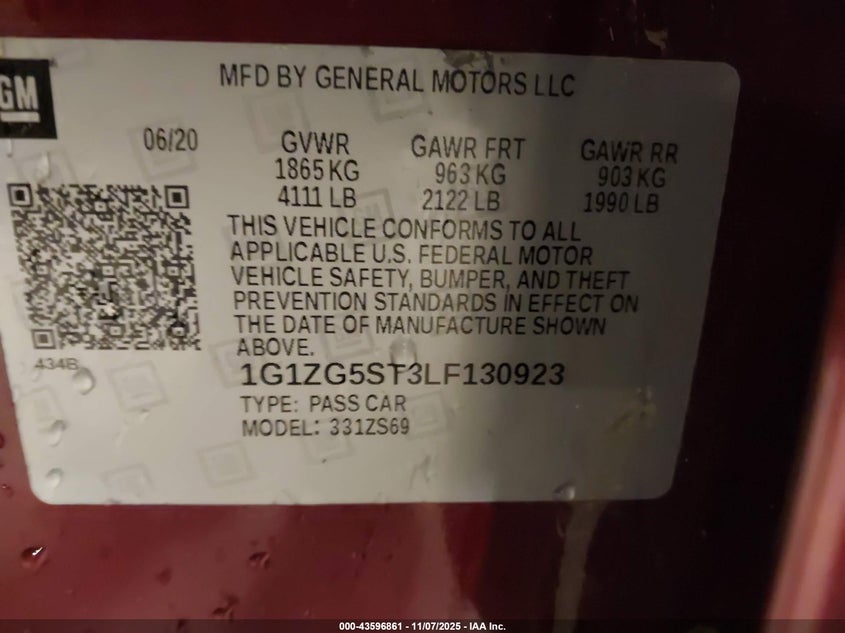 GM
MFD BY GENERAL MOTORS LLC
06/20 GVWR GAWR FRT GAWR RR
1865 KG 963 KG 903 KG
4111 LB 2122 LB 1990 LB
THIS VEHICLE CONFORMS TO ALL
APPLICABLE U.S. FEDERAL MOTOR
VEHICLE SAFETY, BUMPER, AND THEFT
PREVENTION STANDARDS IN EFFECT ON
THE DATE OF MANUFACTURE SHOWN
ABOVE.
434B
1G1ZG5ST3LF130923
TYPE: PASS CAR
MODEL: 331ZS69
000-43596861 - 11/07/2025 - IAA Inc.